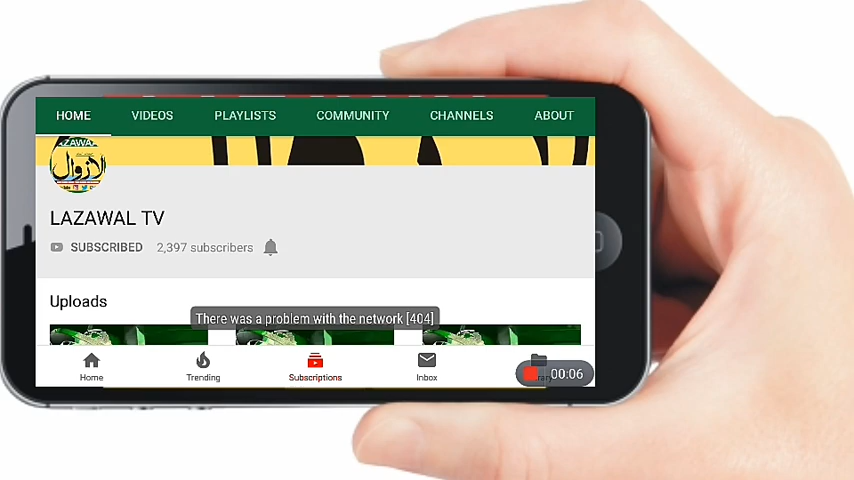 HOME VIDEOS PLAYLISTS COMMUNITY CHANNELS ABOUT
لازوال
LAZAWAL TV
SUBSCRIBED 2,397 subscribers
Uploads
There was a problem with the network [404]
Home Trending Subscriptions Inbox
00:06